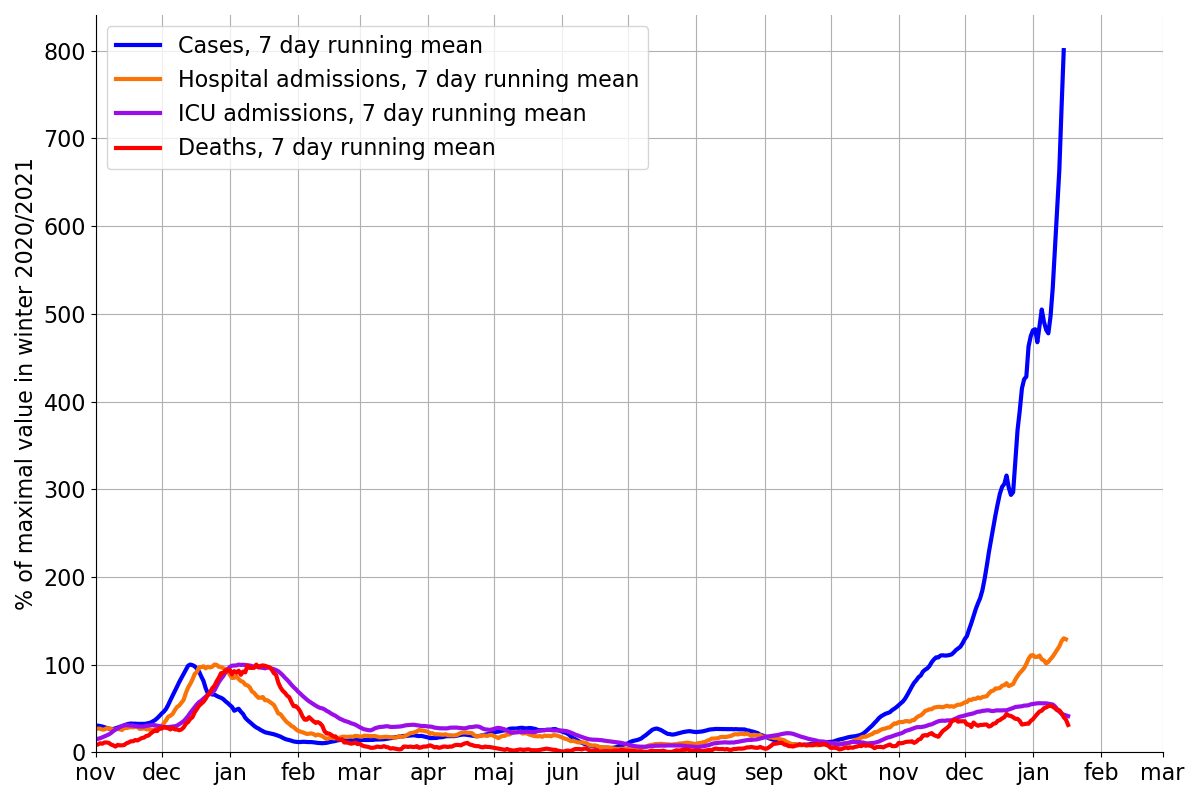 Cases, 7 day running mean
Hospital admissions, 7 day running mean
ICU admissions, 7 day running mean
Deaths, 7 day running mean
% of maximal value in winter 2020/2021
800
700
600
500
400
300
200
100
0
nov dec jan feb mar apr maj jun jul aug sep okt nov dec jan feb mar